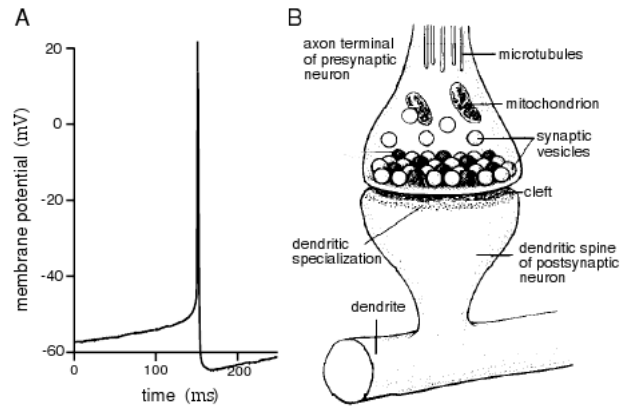 A
20
0
-20
-40
-60
0
100
200
membrane potential (mV)
time (ms)
B
axon terminal
of presynaptic
neuron
microtubules
mitochondrion
synaptic
vesicles
cleft
dendritic
specialization
dendritic spine
of postsynaptic
neuron
dendrite